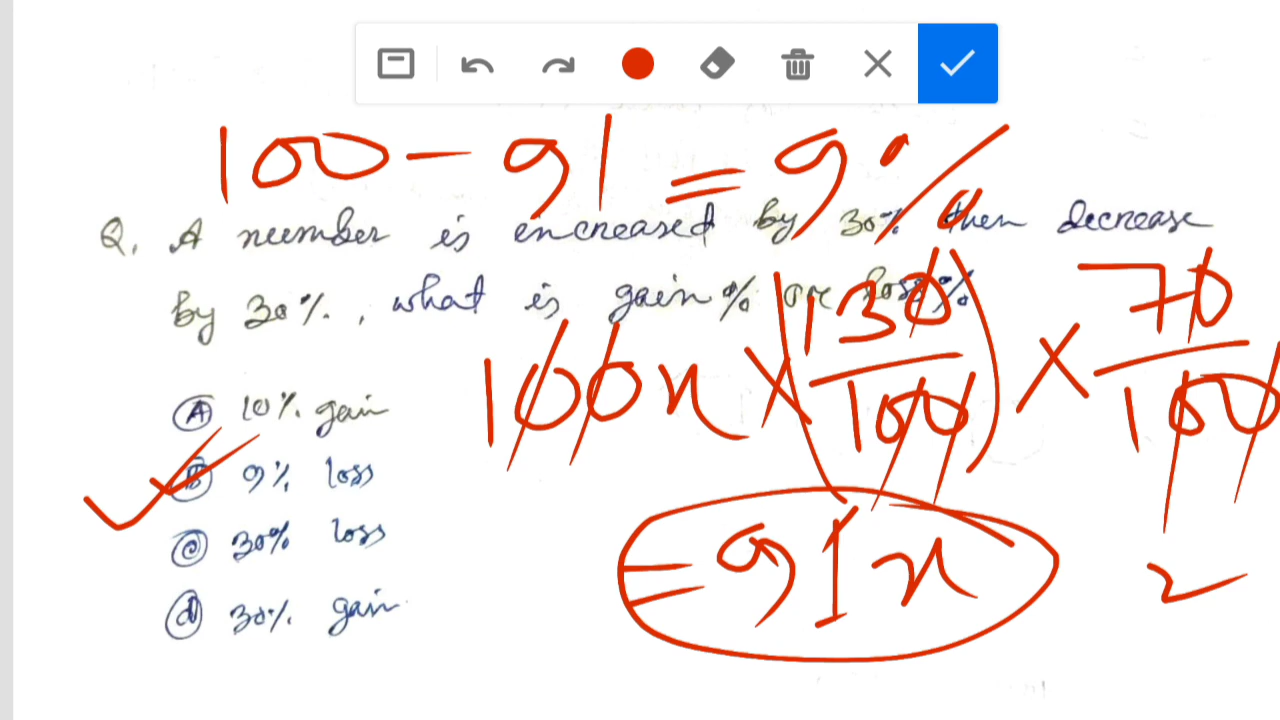 100 - 91 = 9%
Q. A neember is encreased by 30% then decrease
by 30%., what is gain% ore loss%
100x × (130/100) × 70/100
= 91x
(A) 10% gain
(B) 9% loss
(C) 30% loss
(d) 30% gain